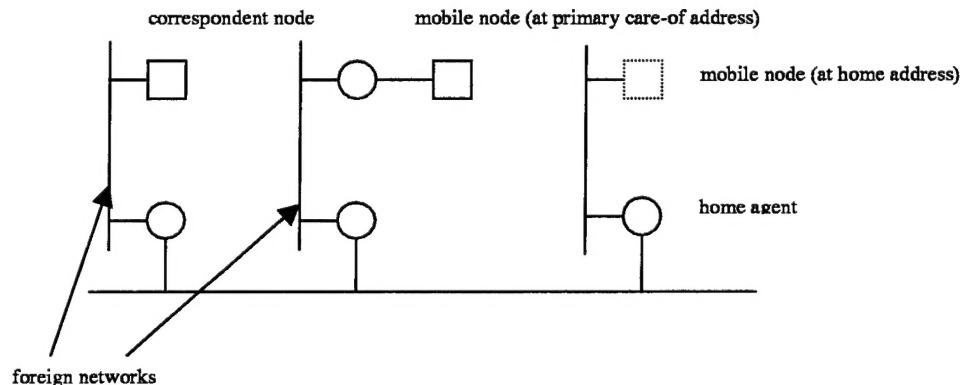 correspondent node
mobile node (at primary care-of address)
mobile node (at home address)
home agent
foreign networks